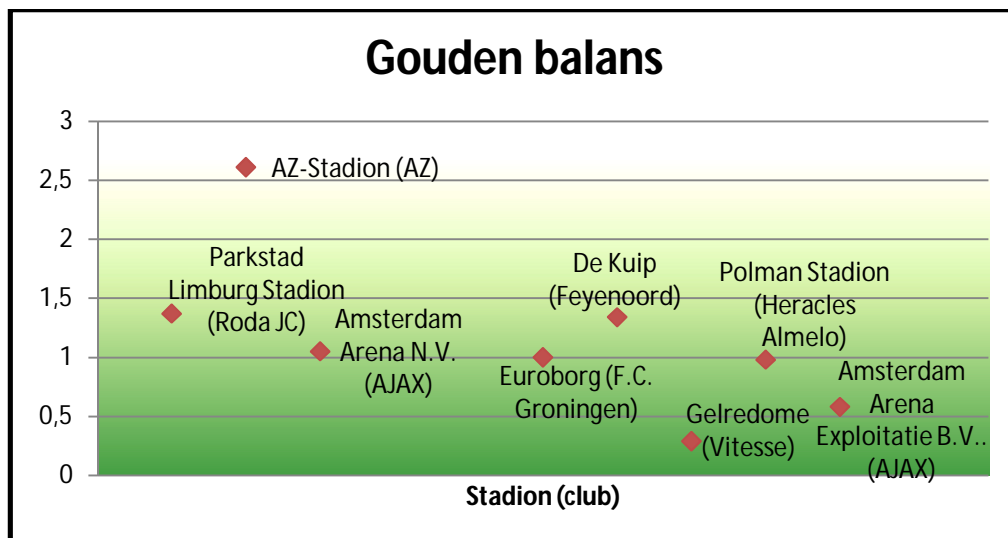 Gouden balans
3
2,5
2
1,5
1
0,5
0
AZ-Stadion (AZ)
Parkstad
Limburg Stadion
(Roda JC)
Amsterdam
Arena N.V.
(AJAX)
Euroborg (F.C.
Groningen)
De Kuip
(Feyenoord)
Gelredome
(Vitesse)
Polman Stadion
(Heracles
Almelo)
Amsterdam
Arena
Exploitatie B.V..
(AJAX)
Stadion (club)